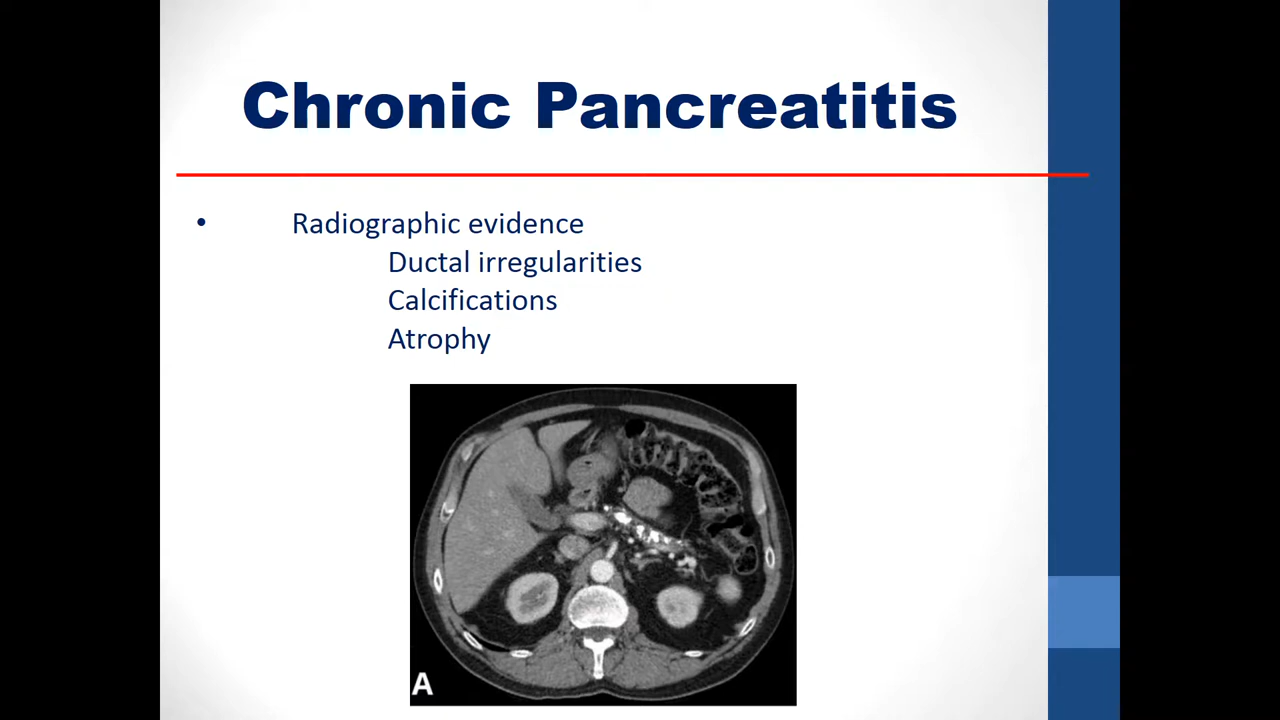 Chronic Pancreatitis
• Radiographic evidence
Ductal irregularities
Calcifications
Atrophy
A